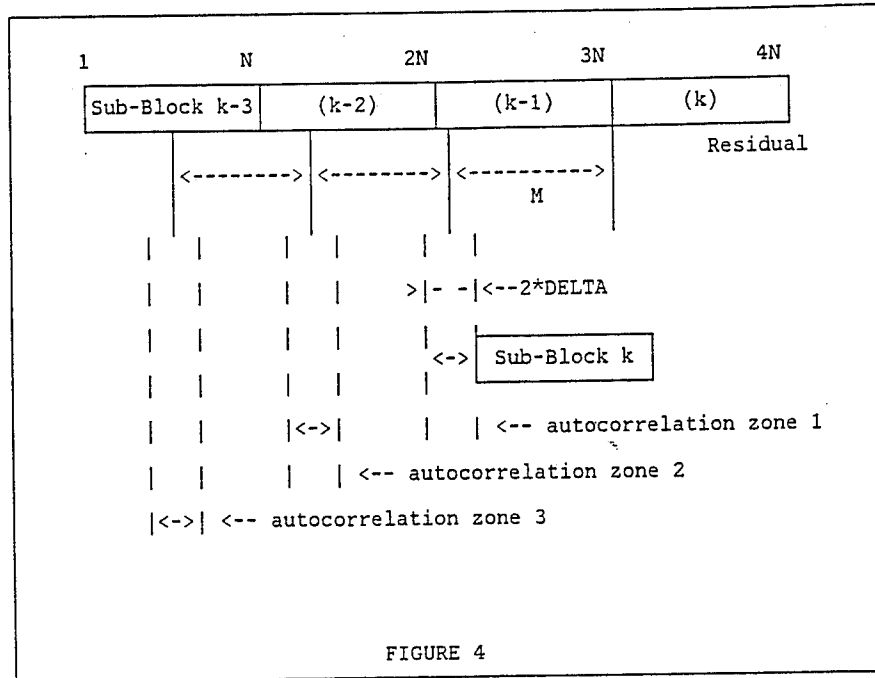 1 N 2N 3N 4N
Sub-Block k-3 (k-2) (k-1) (k)
Residual
<--------> <--------> <---------->
M
>|- -|<--2*DELTA
<-> Sub-Block k
|<->| | | <-- autocorrelation zone 1
| | | | <-- autocorrelation zone 2
|<->| <-- autocorrelation zone 3
FIGURE 4